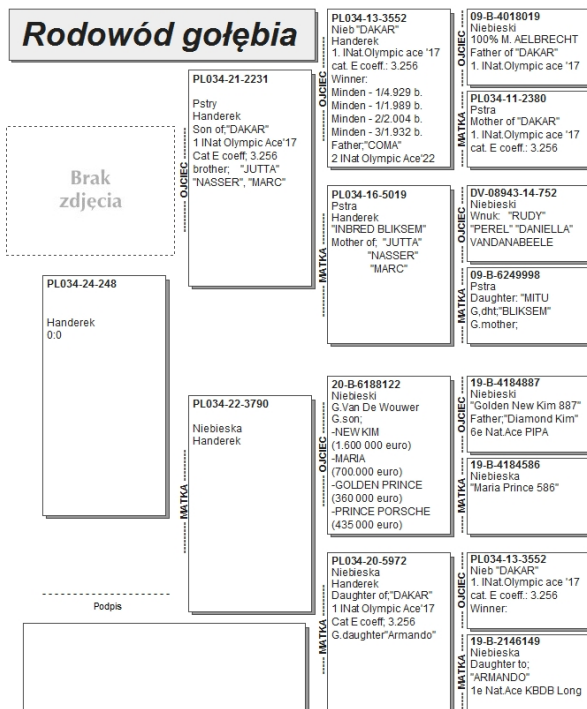 Rodowód gołębia
Brak
zdjęcia
PL034-24-248
Handerek
0:0
Podpis
OJCIEC
PL034-21-2231
Pstry
Handerek
Son of;"DAKAR"
1 INat Olympic Ace'17
Cat E coeff; 3.256
brother; "JUTTA"
"NASSER", "MARC"
MATKA
PL034-22-3790
Niebieska
Handerek
OJCIEC
PL034-13-3552
Nieb "DAKAR"
Handerek
1. INat.Olympic ace '17
cat. E coeff.: 3.256
Winner:
Minden - 1/4.929 b.
Minden - 1/1.989 b.
Minden - 2/2.004 b.
Minden - 3/1.932 b.
Father;"COMA"
2 INat Olympic Ace'22
MATKA
PL034-16-5019
Pstra
Handerek
"INBRED BLIKSEM"
Mother of; "JUTTA"
"NASSER"
"MARC"
OJCIEC
20-B-6188122
Niebieski
G.Van De Wouwer
G.son;
-NEW KIM
(1.600 000 euro)
-MARIA
(700.000 euro)
-GOLDEN PRINCE
(360 000 euro)
-PRINCE PORSCHE
(435 000 euro)
MATKA
PL034-20-5972
Niebieska
Handerek
Daughter of;"DAKAR"
1 INat Olympic Ace'17
Cat E coeff; 3.256
G.daughter"Armando"
OJCIEC
09-B-4018019
Niebieski
100% M. AELBRECHT
Father of "DAKAR"
1. INat.Olympic ace '17
MATKA
PL034-11-2380
Pstra
Mother of "DAKAR"
1. INat.Olympic ace '17
cat. E coeff.: 3.256
OJCIEC
DV-08943-14-752
Niebieski
Wnuk: "RUDY"
"PEREL" "DANIELLA"
VANDANABEELE
MATKA
09-B-6249998
Pstra
Daughter: "MITU
G,dht;"BLIKSEM"
G.mother;
OJCIEC
19-B-4184887
Niebieski
"Golden New Kim 887"
Father;"Diamond Kim"
6e Nat.Ace PIPA
MATKA
19-B-4184586
Niebieska
"Maria Prince 586"
OJCIEC
PL034-13-3552
Nieb "DAKAR"
1. INat.Olympic ace '17
cat. E coeff.: 3.256
Winner:
MATKA
19-B-2146149
Niebieska
Daughter to;
"ARMANDO"
1e Nat.Ace KBDB Long